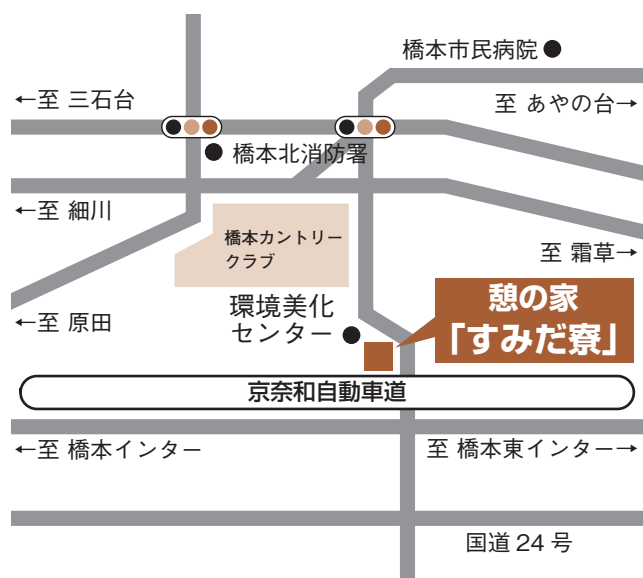 橋本市民病院
←至 三石台
至 あやの台→
橋本北消防署
←至 細川
橋本カントリー
クラブ
至 霜草→
←至 原田
環境美化
センター
憩の家
「すみだ寮」
京奈和自動車道
←至 橋本インター
至 橋本東インター→
国道 24 号